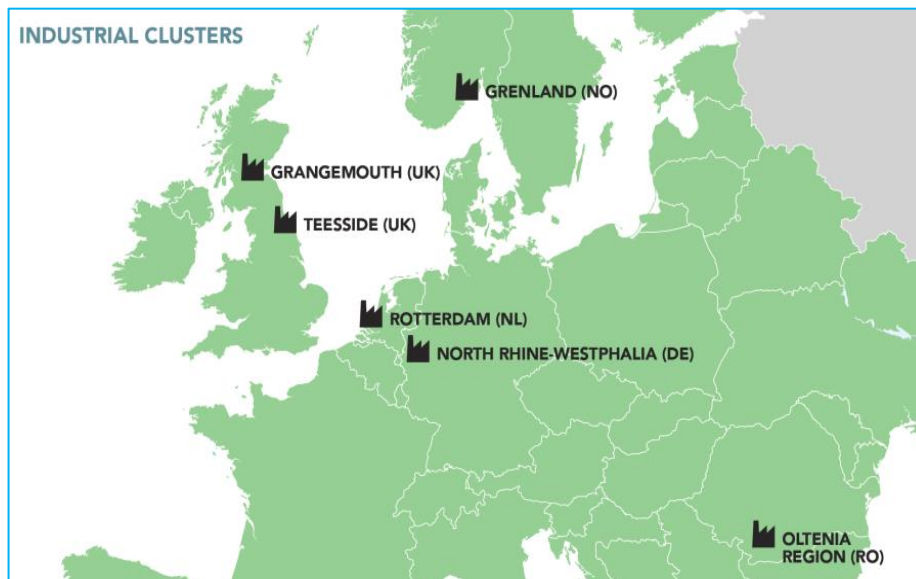 INDUSTRIAL CLUSTERS
GRENLAND (NO)
GRANGEMOUTH (UK)
TEESSIDE (UK)
ROTTERDAM (NL)
NORTH RHINE-WESTPHALIA (DE)
OLTENIA
REGION (RO)